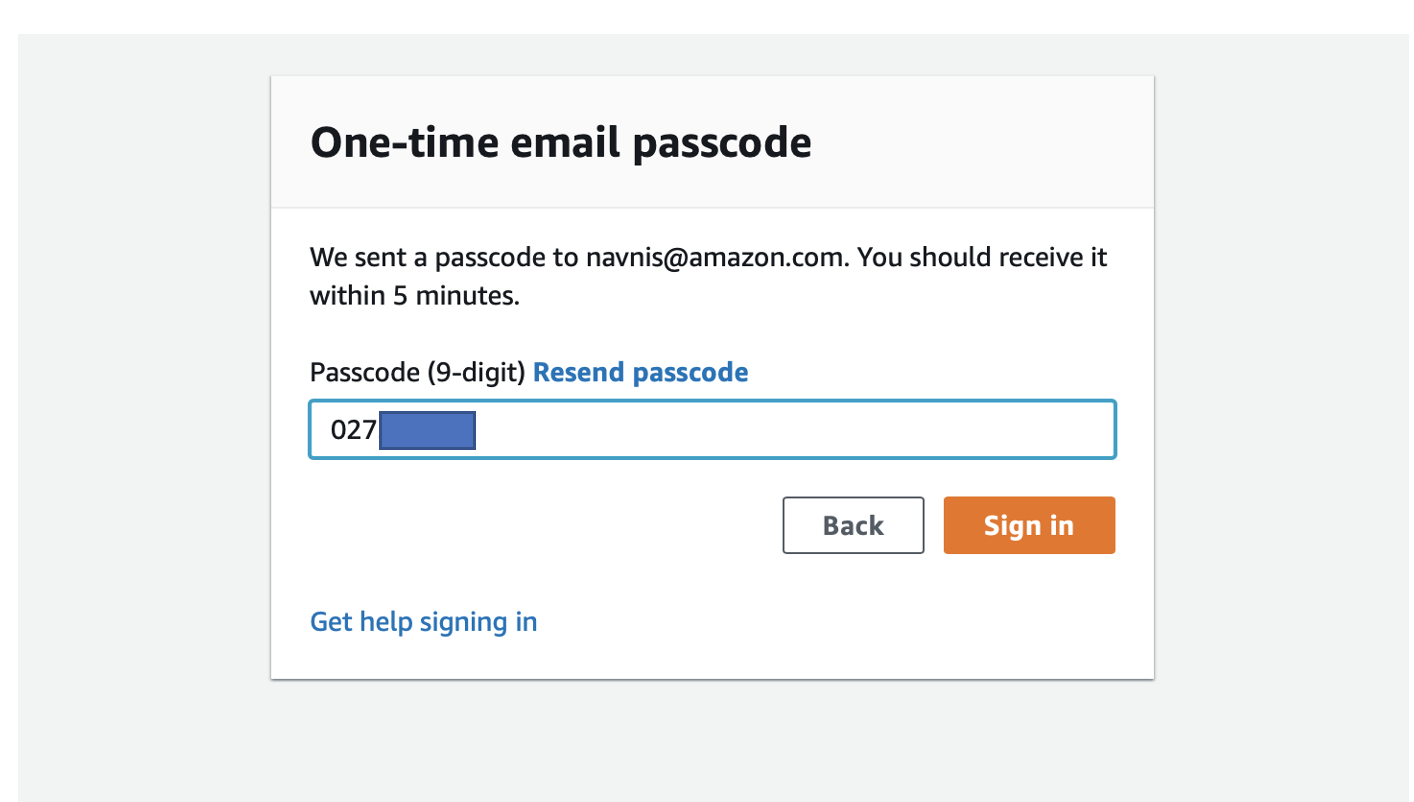 One-time email passcode
We sent a passcode to navnis@amazon.com. You should receive it
within 5 minutes.
Passcode (9-digit) Resend passcode
027
Back Sign in
Get help signing in